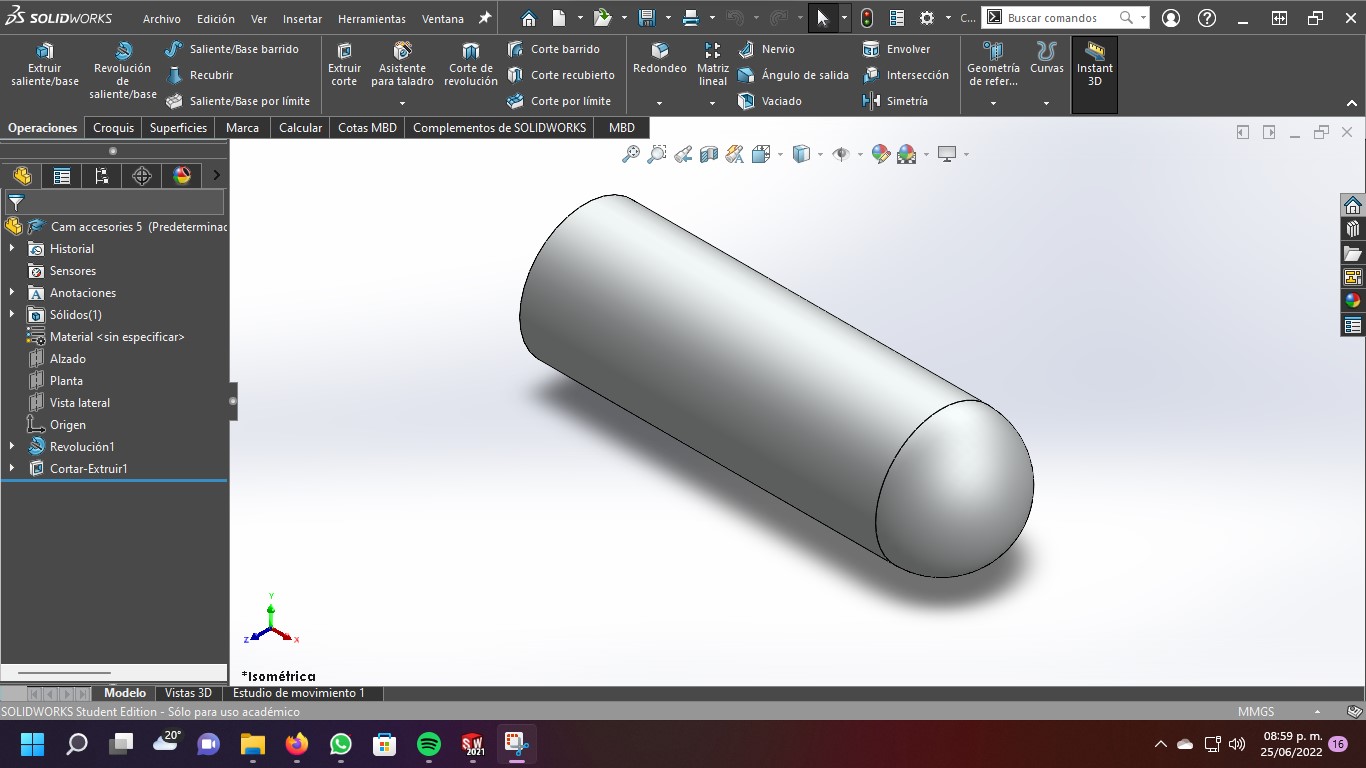 SOLIDWORKS Archivo Edición Ver Insertar Herramientas Ventana C... Buscar comandos
Extruir saliente/base
Revolución de saliente/base
Saliente/Base barrido
Recubrir
Saliente/Base por límite
Extruir corte
Asistente para taladro
Corte de revolución
Corte barrido
Corte recubierto
Corte por límite
Redondeo
Matriz lineal
Nervio
Ángulo de salida
Vaciado
Envolver
Intersección
Simetría
Geometría de refer...
Curvas
Instant 3D
Operaciones Croquis Superficies Marca Calcular Cotas MBD Complementos de SOLIDWORKS MBD
Cam accesories 5 (Predeterminac
Historial
Sensores
A Anotaciones
Sólidos(1)
Material <sin especificar>
Alzado
Planta
Vista lateral
Origen
Revolución1
Cortar-Extruir1
Y
Z X
*Isométrica
Modelo Vistas 3D Estudio de movimiento 1
SOLIDWORKS Student Edition - Sólo para uso académico MMGS
20° SW 2021 08:59 p. m.
25/06/2022 16